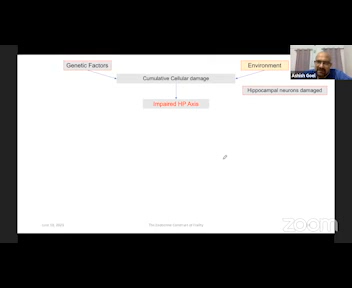 Genetic Factors
Environment
Ashish Goel
Cumulative Cellular damage
Hippocampal neurons damaged
Impaired HP Axis
zoom